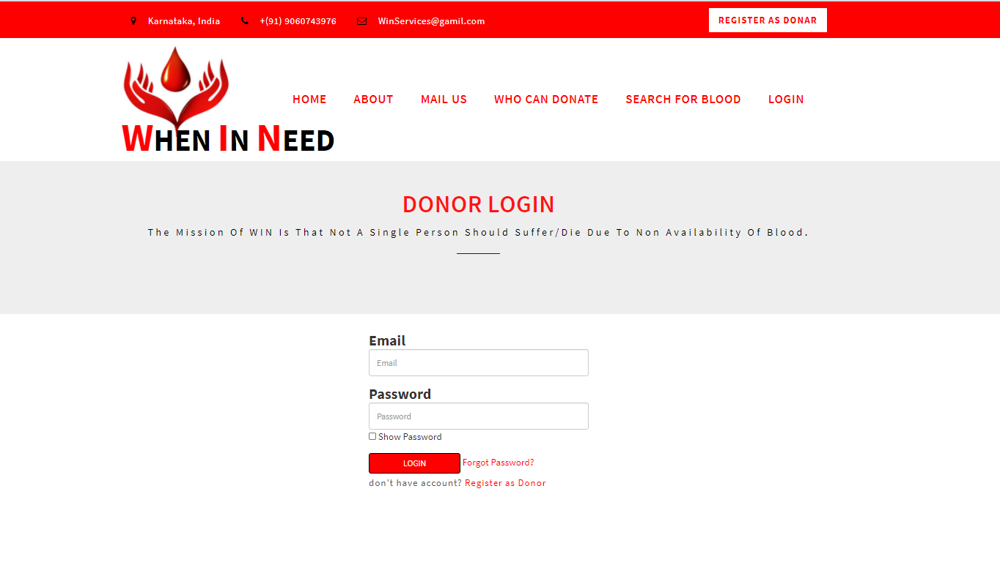 Karnataka, India +(91) 9060743976 WinServices@gamil.com REGISTER AS DONAR
HOME ABOUT MAIL US WHO CAN DONATE SEARCH FOR BLOOD LOGIN
WHEN IN NEED
DONOR LOGIN
The Mission Of WIN Is That Not A Single Person Should Suffer/Die Due To Non Availability Of Blood.
Email
Email
Password
Password
Show Password
LOGIN Forgot Password?
don't have account? Register as Donor